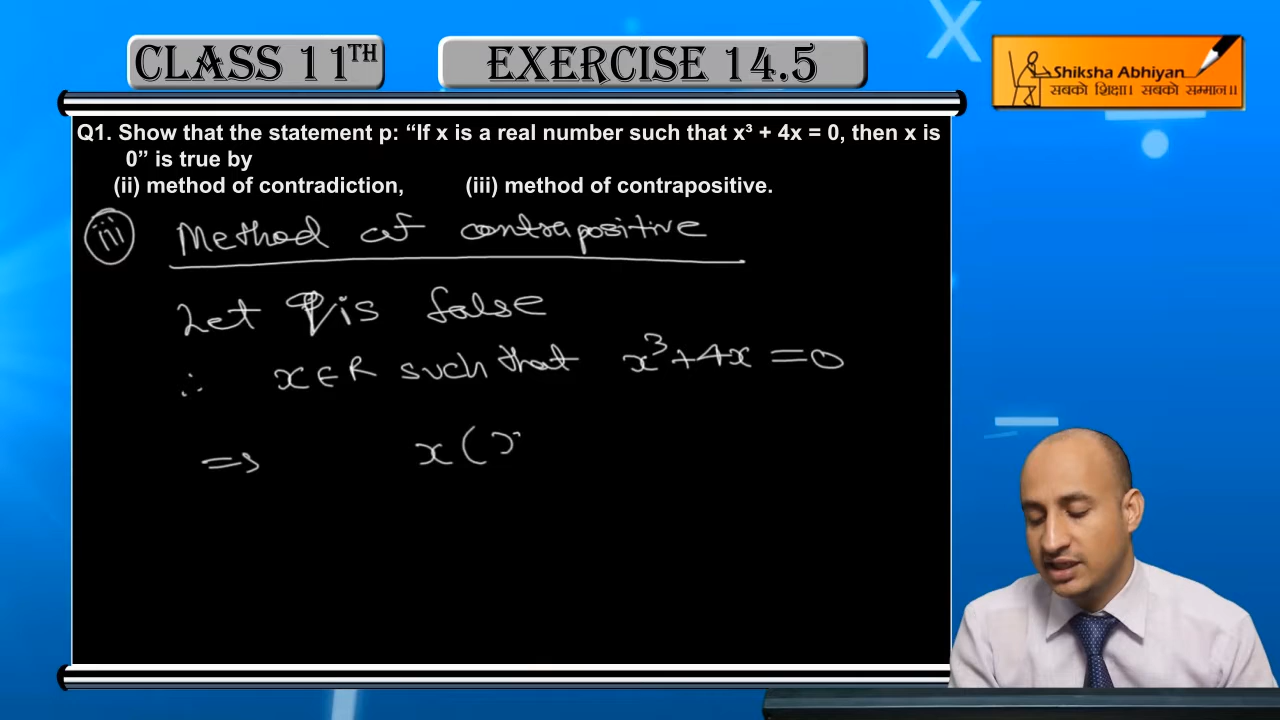 CLASS 11TH
EXERCISE 14.5
Shiksha Abhiyan
सबको शिक्षा। सबको सम्मान॥
Q1. Show that the statement p: “If x is a real number such that x³ + 4x = 0, then x is
0” is true by
(ii) method of contradiction, (iii) method of contrapositive.
(iii) Method of contrapositive
Let q is false
∴ x∈R such that x³+4x = 0
=> x(x